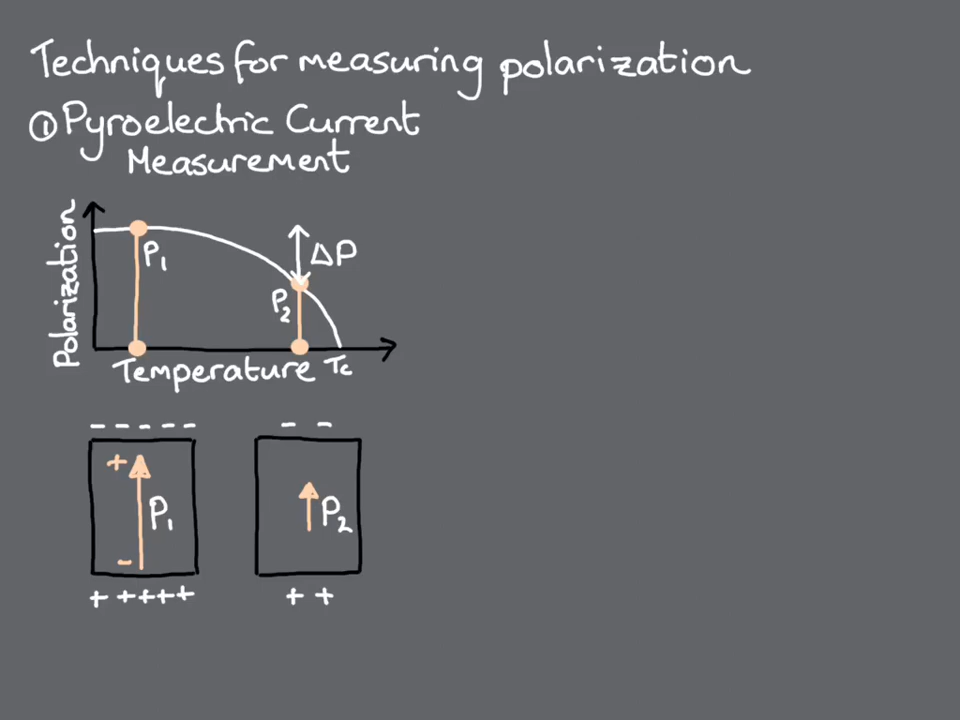 Techniques for measuring polarization
① Pyroelectric Current
Measurement
Polarization
P₁
ΔP
P₂
Temperature Tc
- - - - -
- -
+
P₁
P₂
-
+ + + + +
+ +